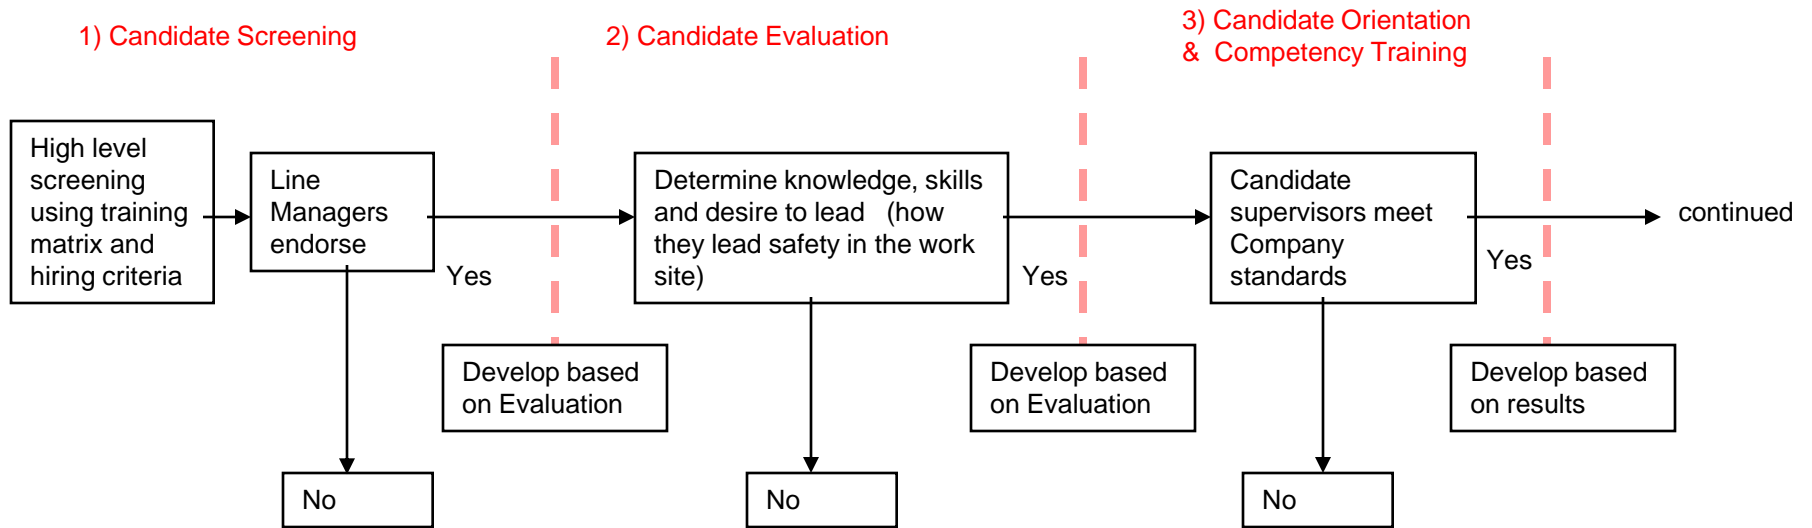 1) Candidate Screening
2) Candidate Evaluation
3) Candidate Orientation
&  Competency Training
High level
screening
using training
matrix and
hiring criteria
Line
Managers
endorse
Yes
Determine knowledge, skills
and desire to lead   (how
they lead safety in the work
site)
Yes
Candidate
supervisors meet
Company
standards
Yes
continued
Develop based
on Evaluation
Develop based
on Evaluation
Develop based
on results
No
No
No